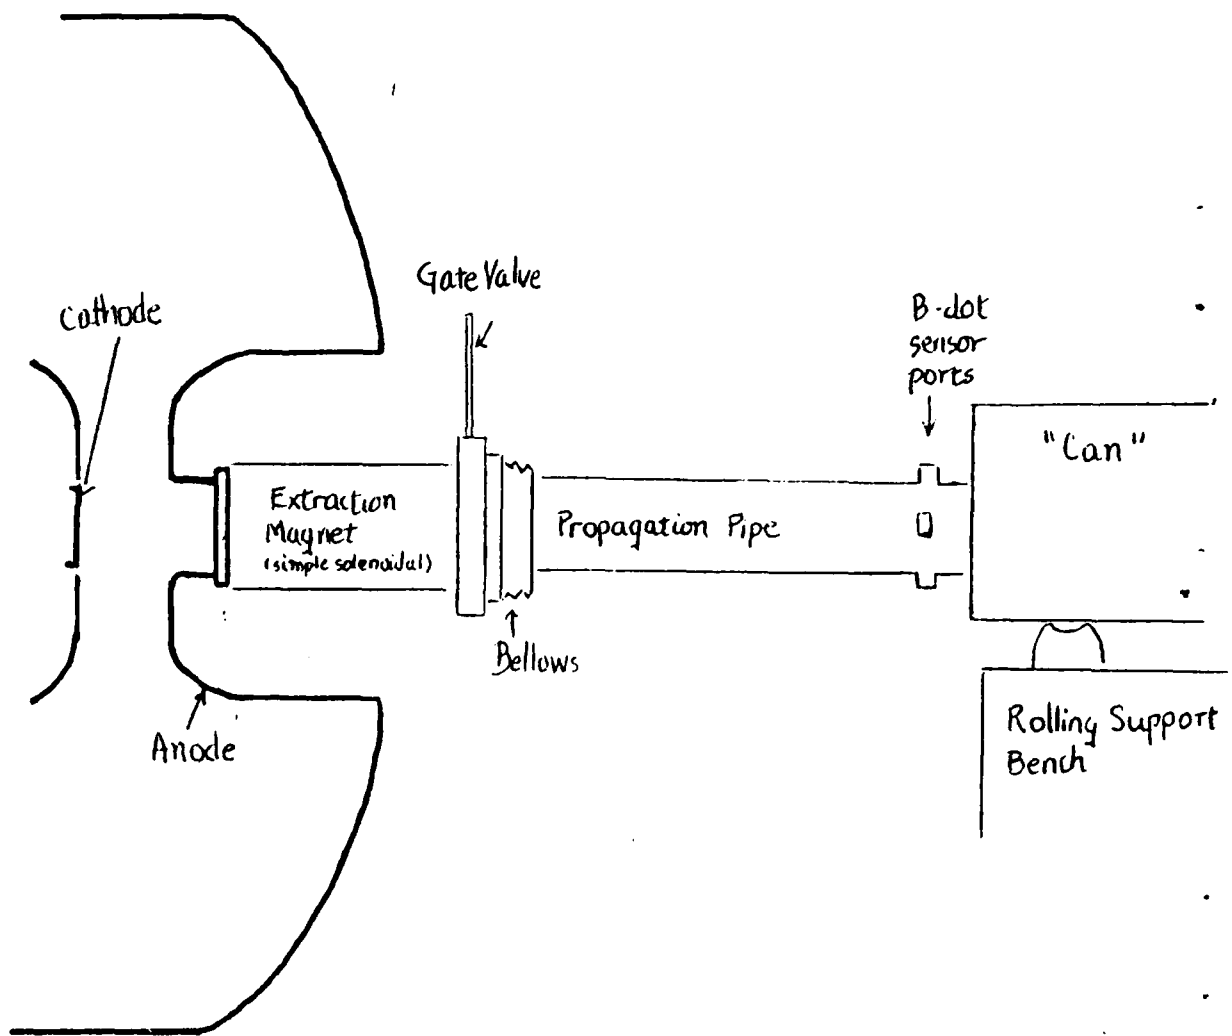 Gate Valve
Cathode
B-dot
sensor
ports
"Can"
Extraction
Magnet
(simple solenoidal)
Propagation Pipe
Bellows
Anode
Rolling Support
Bench